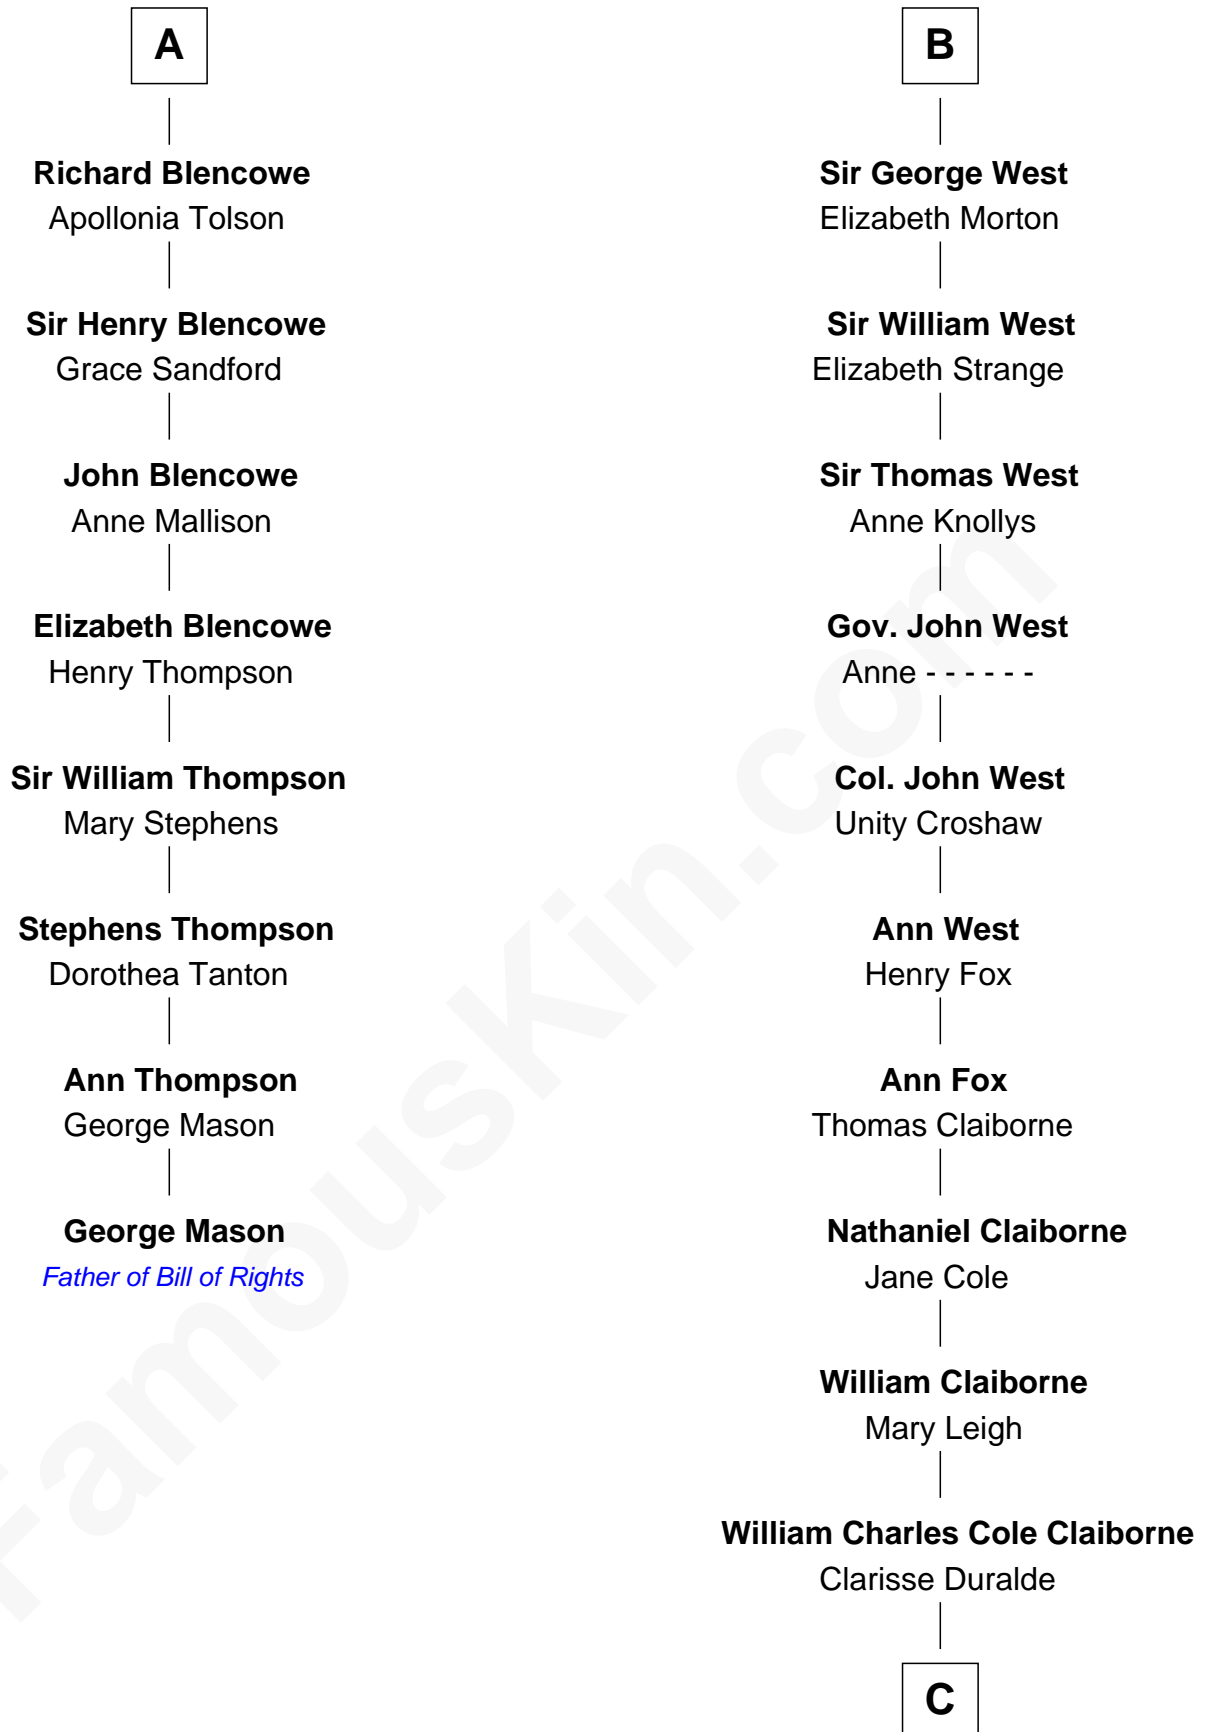 A
Richard Blencowe
Apollonia Tolson
Sir Henry Blencowe
Grace Sandford
John Blencowe
Anne Mallison
Elizabeth Blencowe
Henry Thompson
Sir William Thompson
Mary Stephens
Stephens Thompson
Dorothea Tanton
Ann Thompson
George Mason
George Mason
Father of Bill of Rights
B
Sir George West
Elizabeth Morton
Sir William West
Elizabeth Strange
Sir Thomas West
Anne Knollys
Gov. John West
Anne - - - - - -
Col. John West
Unity Croshaw
Ann West
Henry Fox
Ann Fox
Thomas Claiborne
Nathaniel Claiborne
Jane Cole
William Claiborne
Mary Leigh
William Charles Cole Claiborne
Clarisse Duralde
C
FamousKin.com